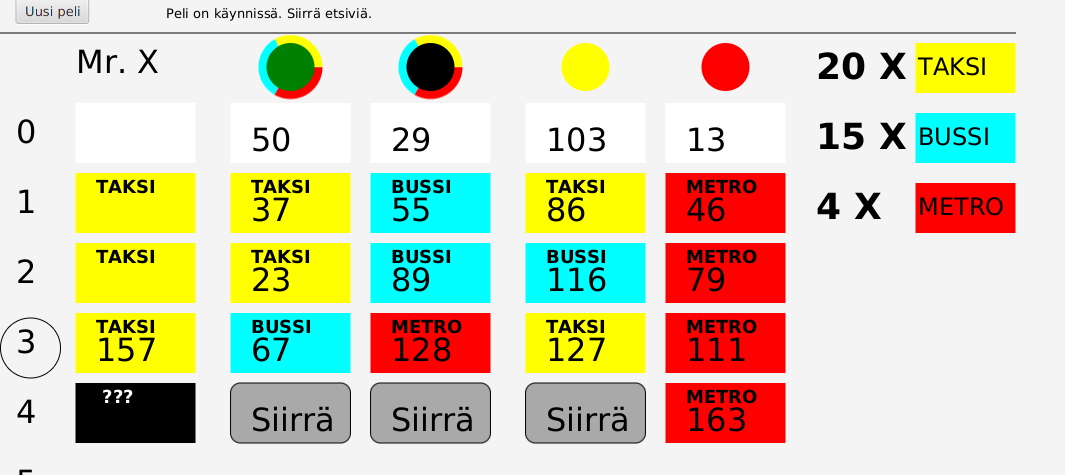 Uusi peli Peli on käynnissä. Siirrä etsiviä.
Mr. X 20 X TAKSI
0 50 29 103 13 15 X BUSSI
TAKSI TAKSI BUSSI TAKSI METRO
1 37 55 86 46 4 X METRO
TAKSI TAKSI BUSSI BUSSI METRO
2 23 89 116 79
TAKSI BUSSI METRO TAKSI METRO
3 157 67 128 127 111
??? METRO
4 Siirrä Siirrä Siirrä 163